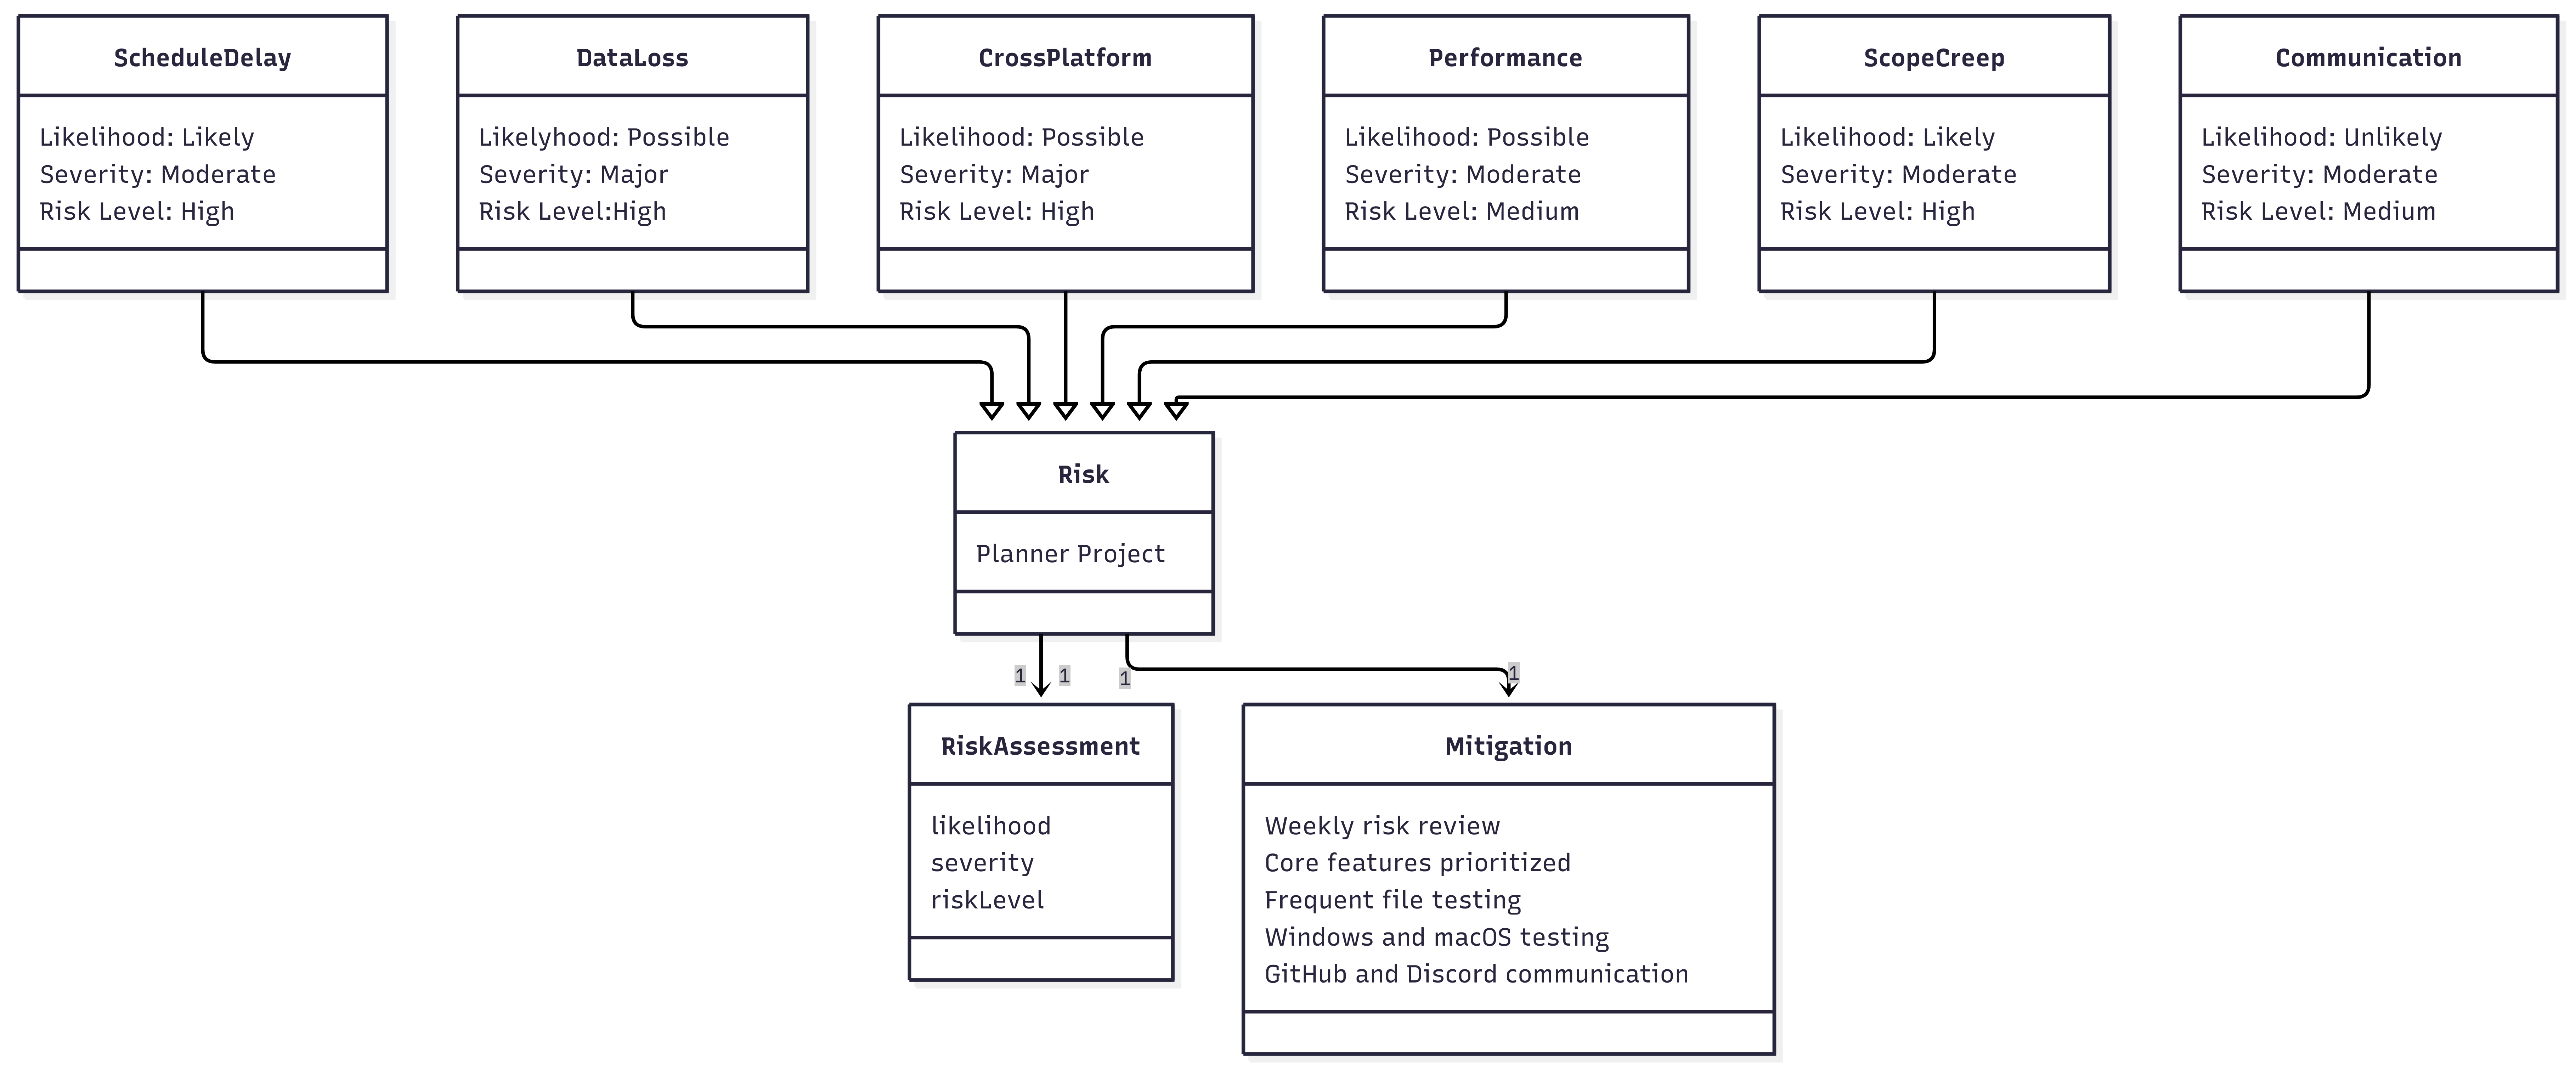 ScheduleDelay
Likelihood: Likely
Severity: Moderate
Risk Level: High
DataLoss
Likelyhood: Possible
Severity: Major
Risk Level:High
CrossPlatform
Likelihood: Possible
Severity: Major
Risk Level: High
Performance
Likelihood: Possible
Severity: Moderate
Risk Level: Medium
ScopeCreep
Likelihood: Likely
Severity: Moderate
Risk Level: High
Communication
Likelihood: Unlikely
Severity: Moderate
Risk Level: Medium
Risk
Planner Project
1
1
1
1
RiskAssessment
likelihood
severity
riskLevel
Mitigation
Weekly risk review
Core features prioritized
Frequent file testing
Windows and macOS testing
GitHub and Discord communication